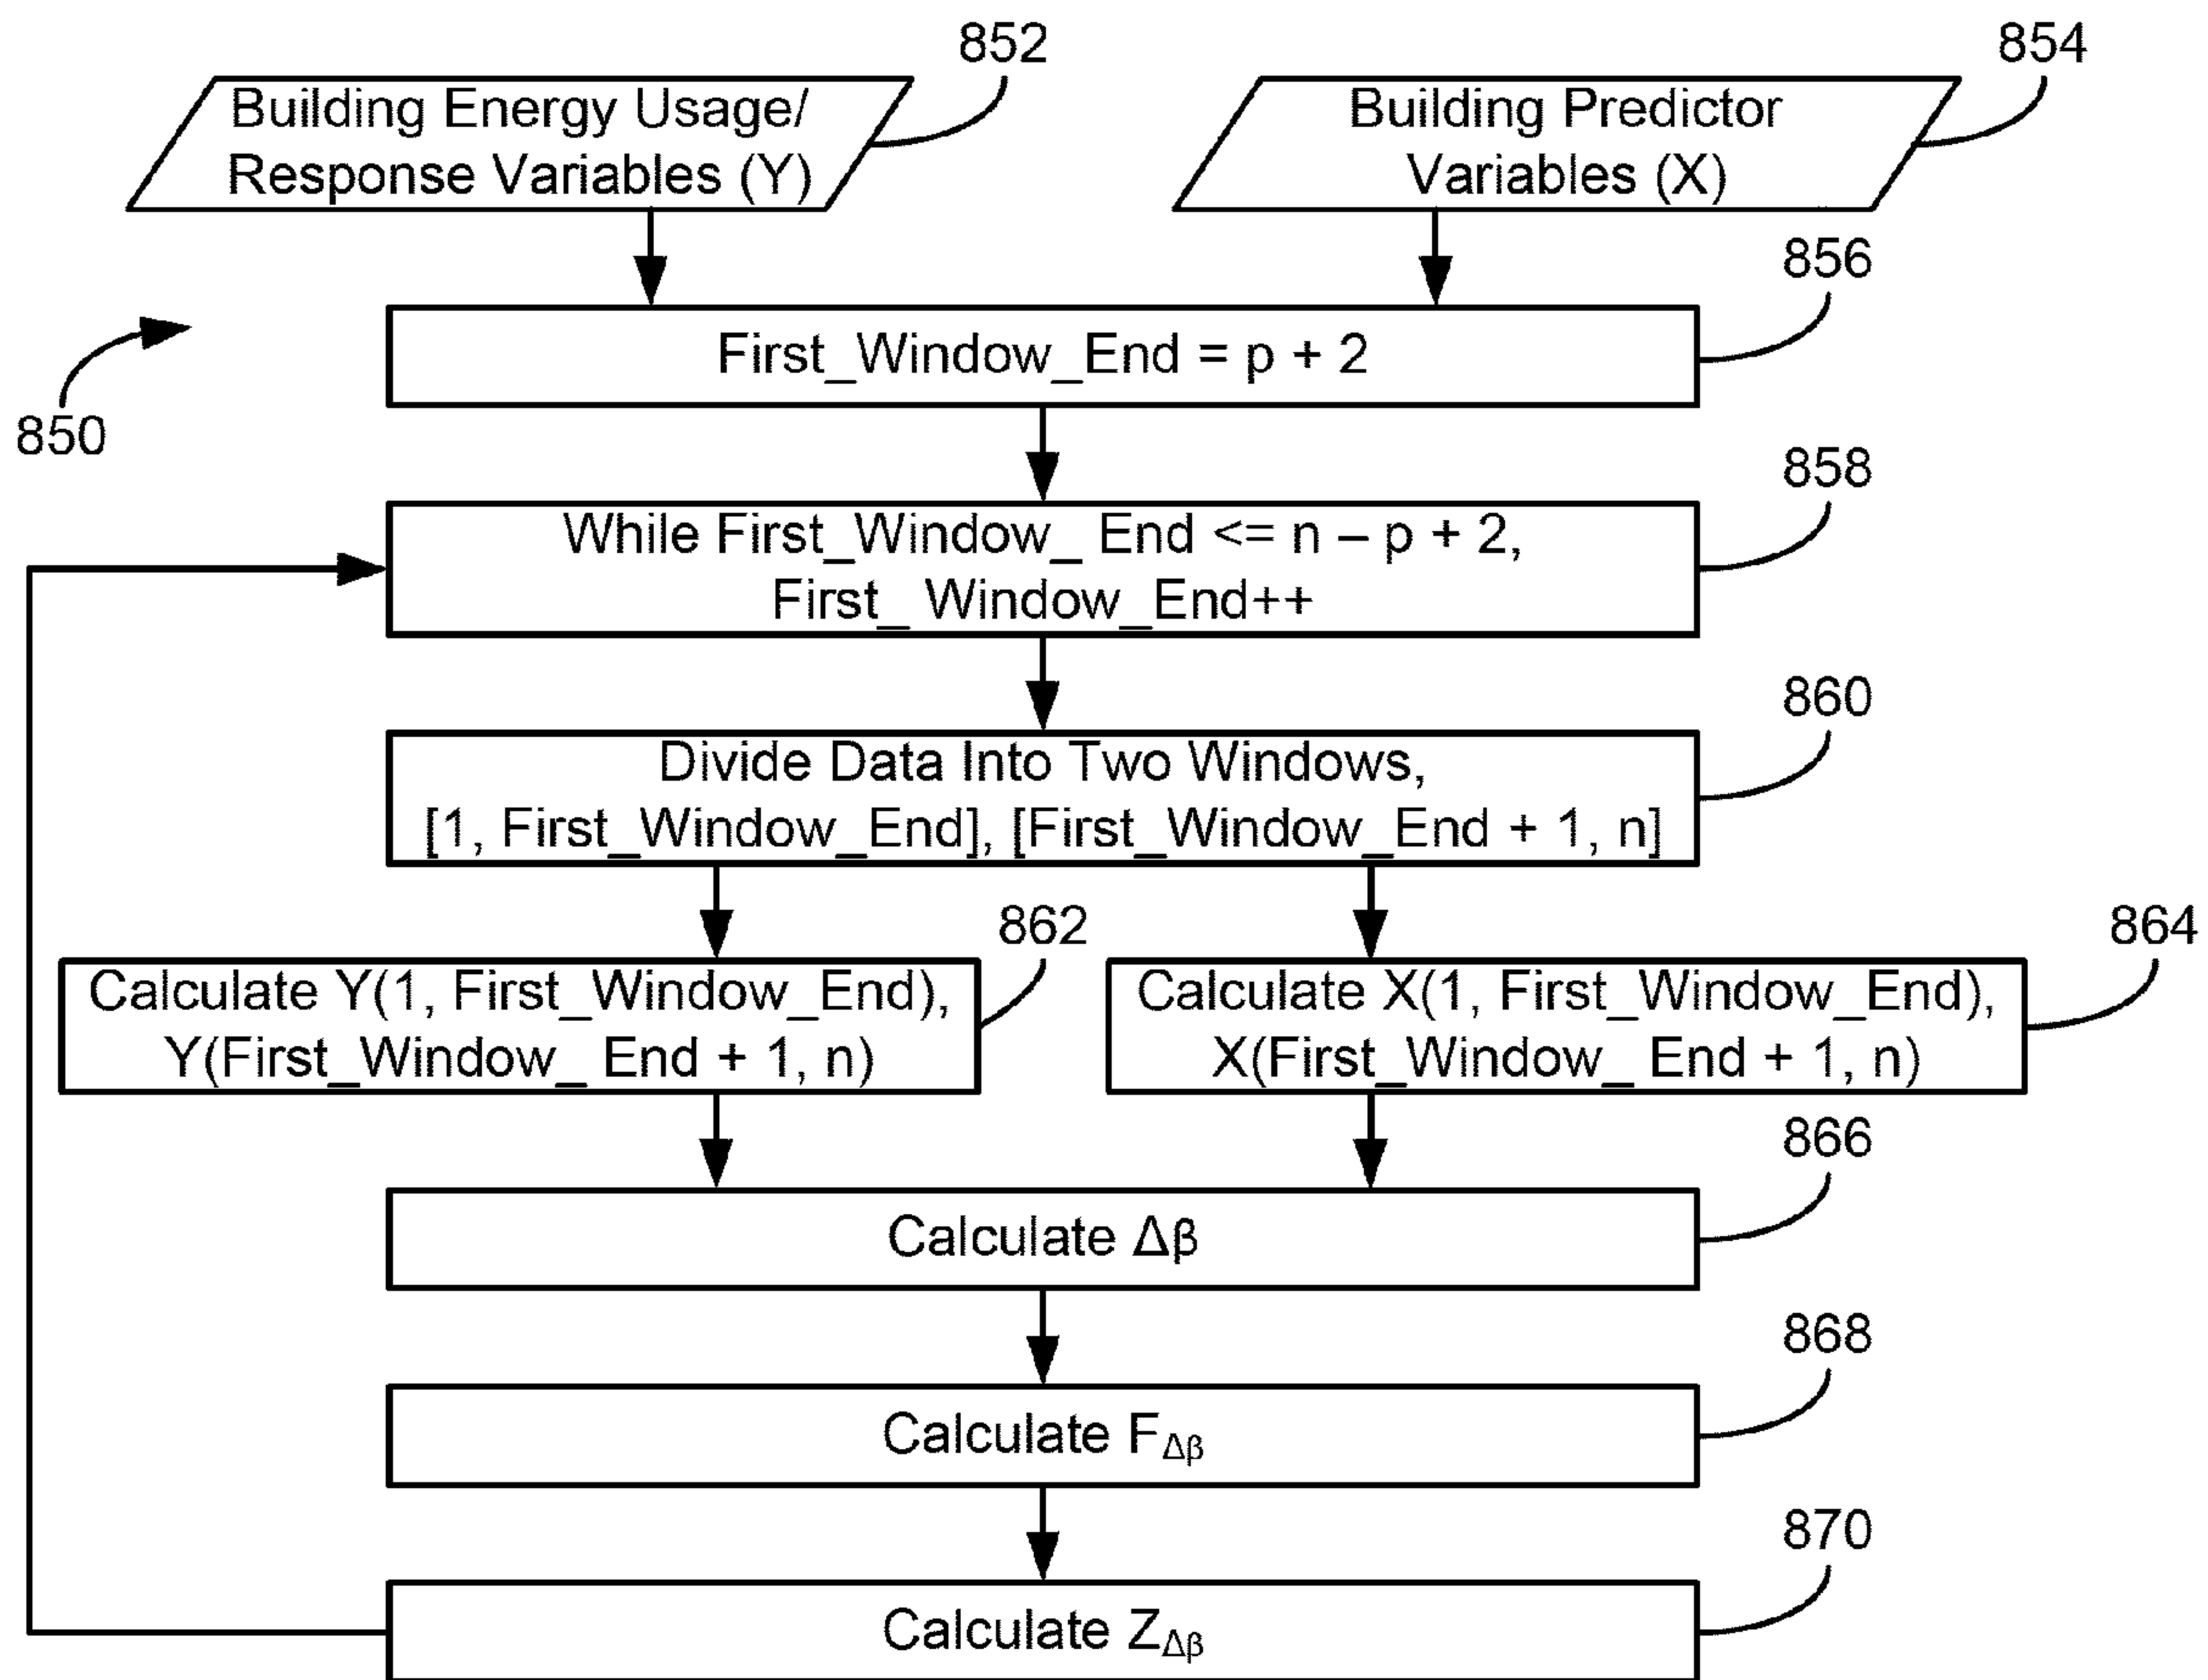 852
854
Building Energy Usage/
Response Variables (Y)
Building Predictor
Variables (X)
856
First_Window_End = p + 2
850
858
While First_Window_ End <= n – p + 2,
First_ Window_End++
860
Divide Data Into Two Windows,
[1, First_Window_End], [First_Window_End + 1, n]
862
864
Calculate Y(1, First_Window_End),
Y(First_Window_ End + 1, n)
Calculate X(1, First_Window_End),
X(First_Window_ End + 1, n)
866
Calculate Δβ
868
Calculate FΔβ
870
Calculate ZΔβ